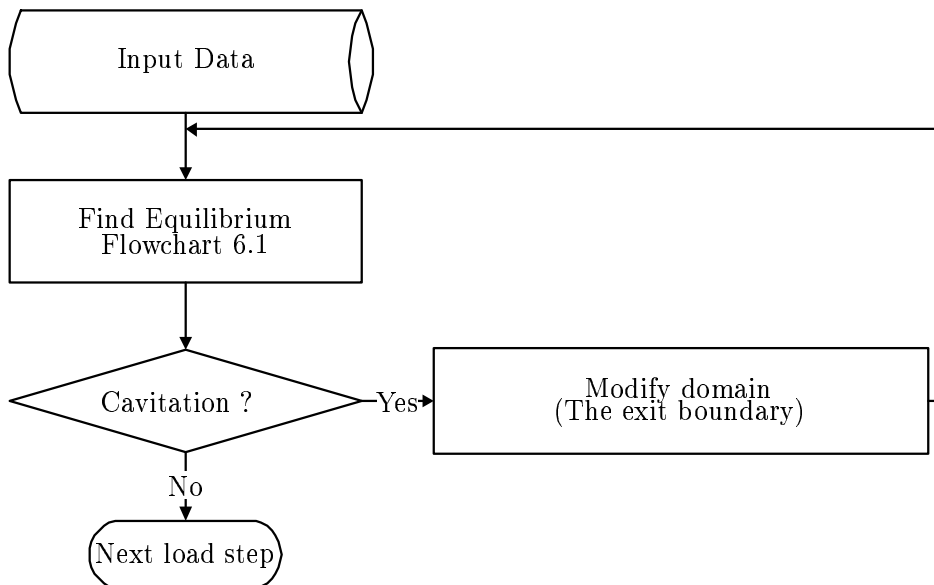 Input Data
Find Equilibrium
Flowchart 6.1
Cavitation ?
Yes
Modify domain
(The exit boundary)
No
Next load step